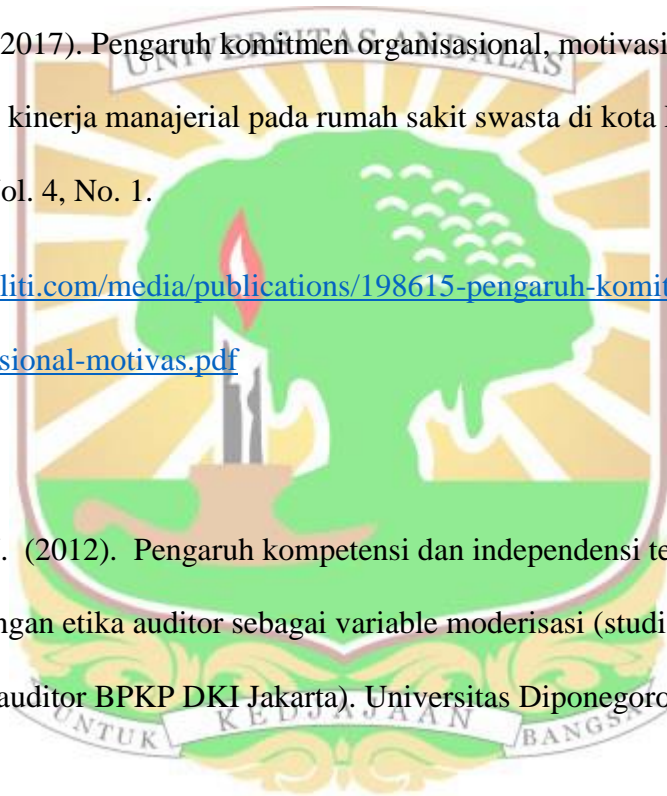 2017). Pengaruh komitmen organisasional, motivasi
UNIVERSITAS ANDALAS
kinerja manajerial pada rumah sakit swasta di kota
ol. 4, No. 1.
liti.com/media/publications/198615-pengaruh-komit
sional-motivas.pdf
. (2012). Pengaruh kompetensi dan independensi te
ngan etika auditor sebagai variable moderisasi (studi
auditor BPKP DKI Jakarta). Universitas Diponegoro
UNTUK KEDJAJAAN BANGSA